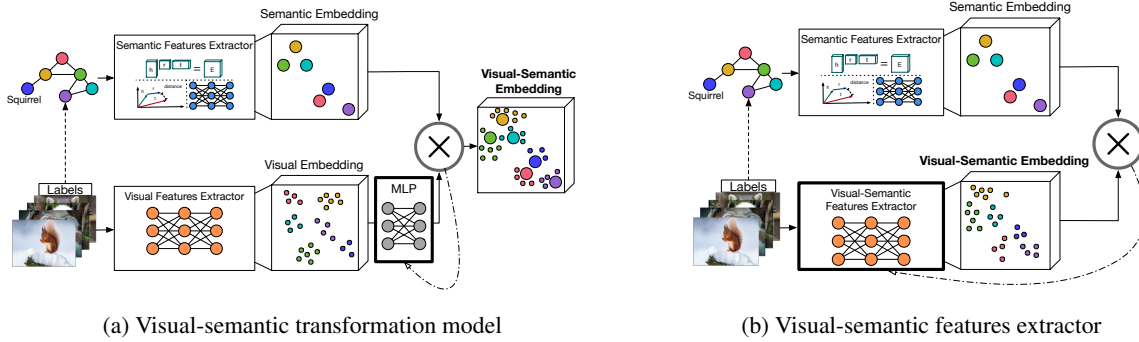 Semantic Embedding
Semantic Features Extractor
h r t = E
h r t distance
Squirrel
Visual-Semantic
Embedding
Visual Embedding
Labels
Visual Features Extractor
MLP
(a) Visual-semantic transformation model
Semantic Embedding
Semantic Features Extractor
h r t = E
h r t distance
Squirrel
Visual-Semantic Embedding
Labels
Visual-Semantic
Features Extractor
(b) Visual-semantic features extractor